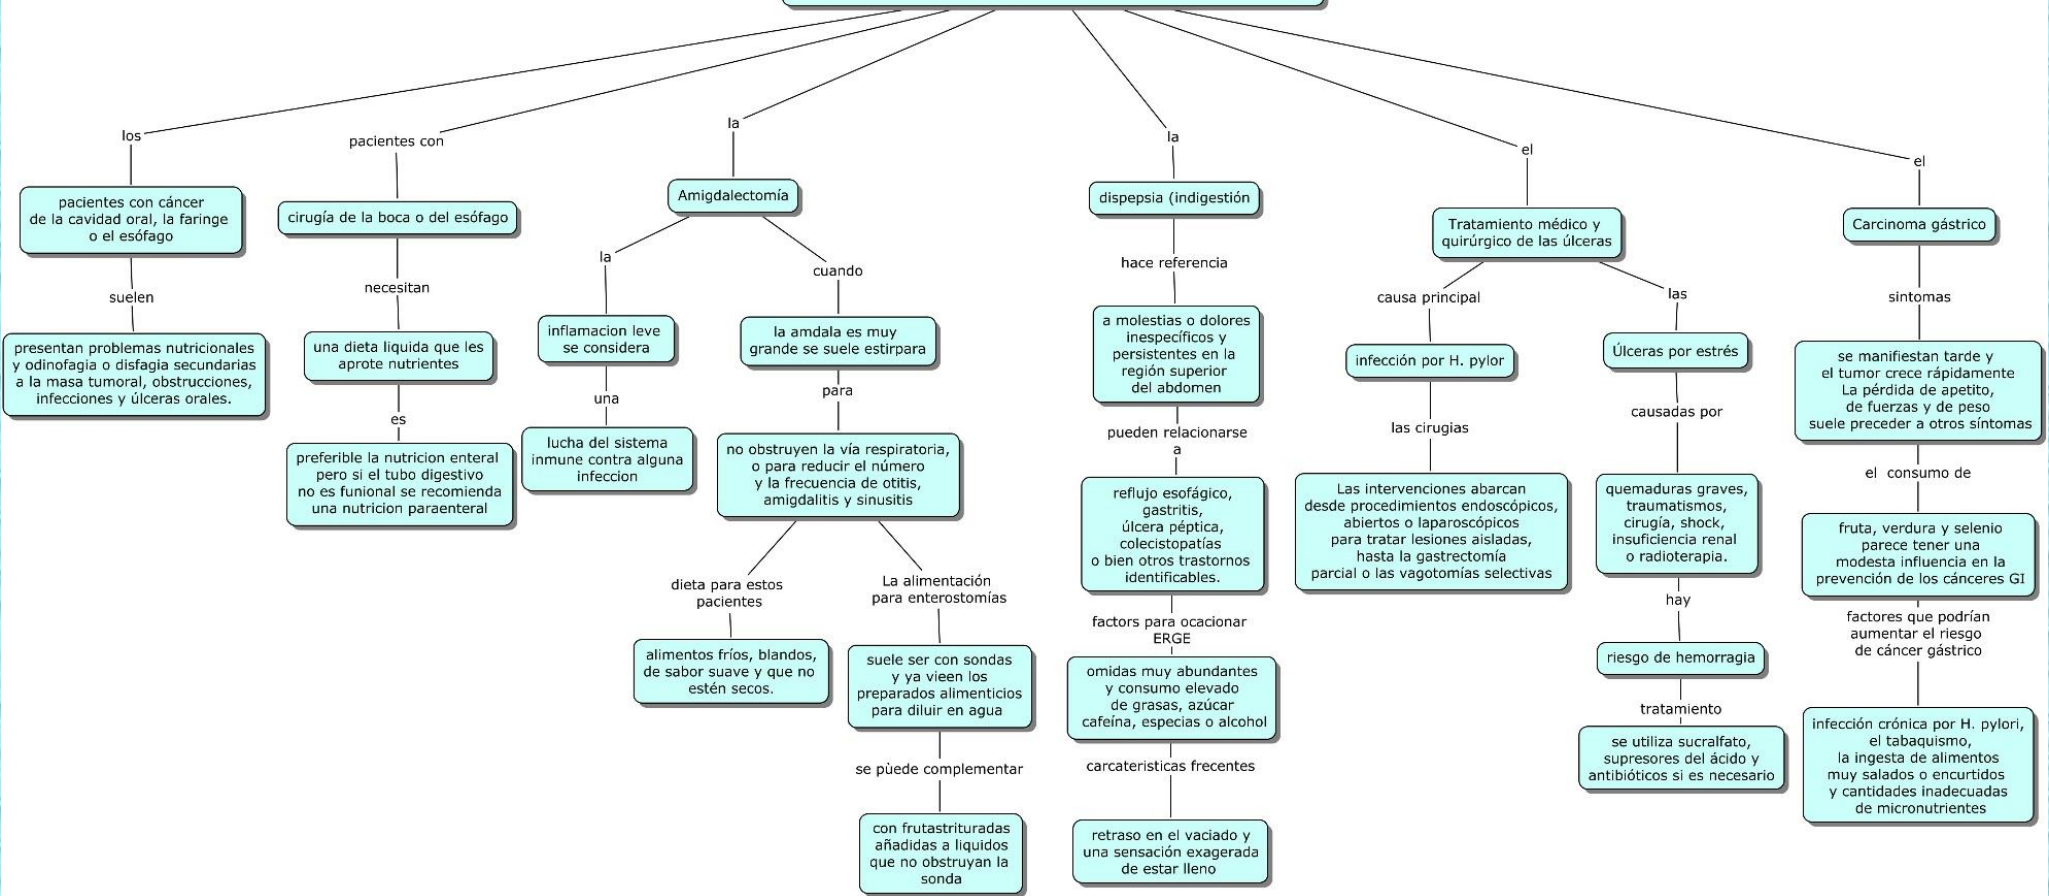 los
pacientes con cáncer
de la cavidad oral, la faringe
o el esófago
suelen
presentan problemas nutricionales
y odinofagia o disfagia secundarias
a la masa tumoral, obstrucciones,
infecciones y úlceras orales.
pacientes con
cirugía de la boca o del esófago
necesitan
una dieta liquida que les
aprote nutrientes
es
preferible la nutricion enteral
pero si el tubo digestivo
no es funional se recomienda
una nutricion paraenteral
la
Amigdalectomía
la
inflamacion leve
se considera
una
lucha del sistema
inmune contra alguna
infeccion
cuando
la amdala es muy
grande se suele estirpara
para
no obstruyen la vía respiratoria,
o para reducir el número
y la frecuencia de otitis,
amigdalitis y sinusitis
dieta para estos
pacientes
alimentos fríos, blandos,
de sabor suave y que no
estén secos.
La alimentación
para enterostomías
suele ser con sondas
y ya vieen los
preparados alimenticios
para diluir en agua
se pùede complementar
con frutastrituradas
añadidas a liquidos
que no obstruyan la
sonda
la
dispepsia (indigestión
hace referencia
a molestias o dolores
inespecíficos y
persistentes en la
región superior
del abdomen
pueden relacionarse
a
reflujo esofágico,
gastritis,
úlcera péptica,
colecistopatías
o bien otros trastornos
identificables.
factors para ocacionar
ERGE
omidas muy abundantes
y consumo elevado
de grasas, azúcar
cafeína, especias o alcohol
carcateristicas frecentes
retraso en el vaciado y
una sensación exagerada
de estar lleno
el
Tratamiento médico y
quirúrgico de las úlceras
causa principal
infección por H. pylor
las cirugias
Las intervenciones abarcan
desde procedimientos endoscópicos,
abiertos o laparoscópicos
para tratar lesiones aisladas,
hasta la gastrectomía
parcial o las vagotomías selectivas
las
Úlceras por estrés
causadas por
quemaduras graves,
traumatismos,
cirugía, shock,
insuficiencia renal
o radioterapia.
hay
riesgo de hemorragia
tratamiento
se utiliza sucralfato,
supresores del ácido y
antibióticos si es necesario
el
Carcinoma gástrico
sintomas
se manifiestan tarde y
el tumor crece rápidamente
La pérdida de apetito,
de fuerzas y de peso
suele preceder a otros síntomas
el consumo de
fruta, verdura y selenio
parece tener una
modesta influencia en la
prevención de los cánceres GI
factores que podrían
aumentar el riesgo
de cáncer gástrico
infección crónica por H. pylori,
el tabaquismo,
la ingesta de alimentos
muy salados o encurtidos
y cantidades inadecuadas
de micronutrientes